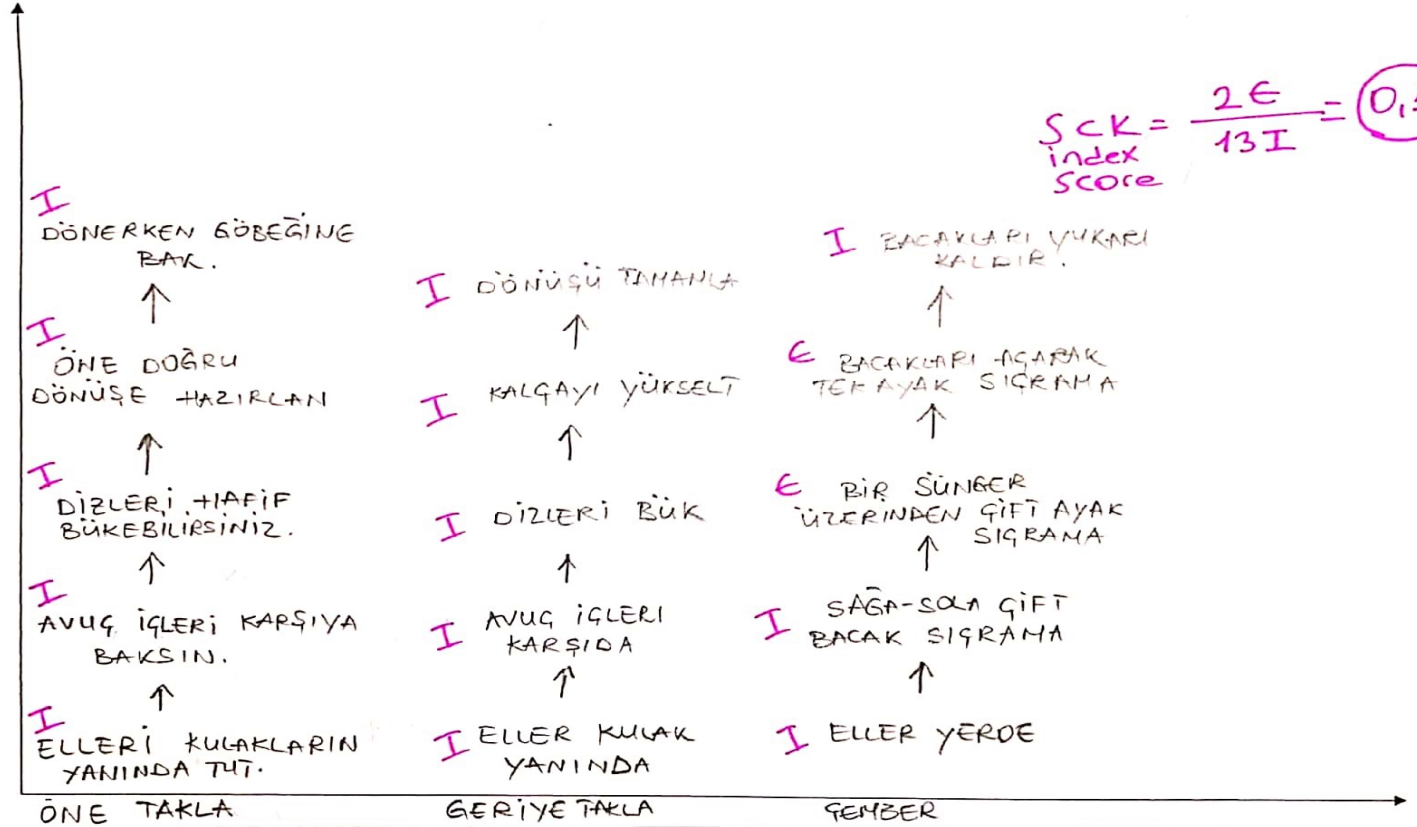 SCK = 2E / 13I = 0,
index
score
I
DÖNERKEN GÖBEĞİNE
BAK.
I
ÖNE DOĞRU
DÖNÜŞE HAZIRLAN
I
DİZLERİ HAFİF
BÜKEBİLİRSİNİZ.
I
AVUÇ İÇLERİ KARŞIYA
BAKSIN.
I
ELLERİ KULAKLARIN
YANINDA TUT.
ÖNE TAKLA
I DÖNÜŞÜ TAMAMLA
I KALÇAYI YÜKSELT
I DİZLERİ BÜK
I AVUÇ İÇLERİ
KARŞIDA
I ELLER KULAK
YANINDA
GERİYE TAKLA
I BACAKLARI YUKARI
KALDIR.
E BACAKLARI AÇARAK
TEK AYAK SIÇRAMA
E BİR SÜNGER
ÜZERINDEN ÇİFT AYAK
SIÇRAMA
I SAĞA-SOLA ÇİFT
BACAK SIÇRAMA
I ELLER YERDE
ÇEMBER